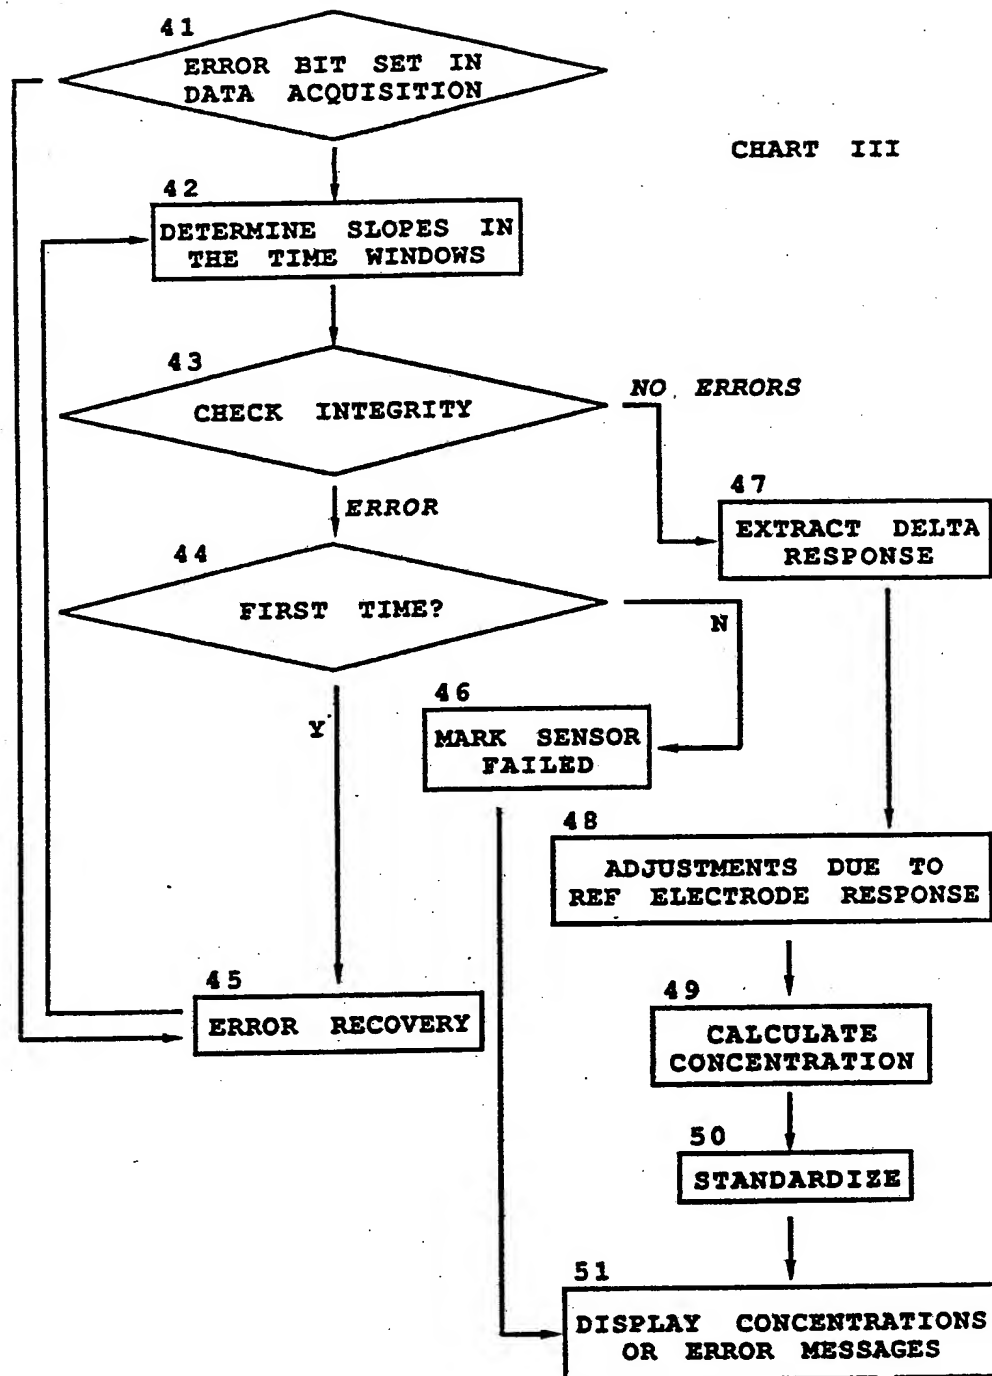 41
ERROR BIT SET IN
DATA ACQUISITION
CHART III
42
DETERMINE SLOPES IN
THE TIME WINDOWS
43
CHECK INTEGRITY
NO ERRORS
ERROR
47
EXTRACT DELTA
RESPONSE
44
FIRST TIME?
N
Y
46
MARK SENSOR
FAILED
48
ADJUSTMENTS DUE TO
REF ELECTRODE RESPONSE
45
ERROR RECOVERY
49
CALCULATE
CONCENTRATION
50
STANDARDIZE
51
DISPLAY CONCENTRATIONS
OR ERROR MESSAGES